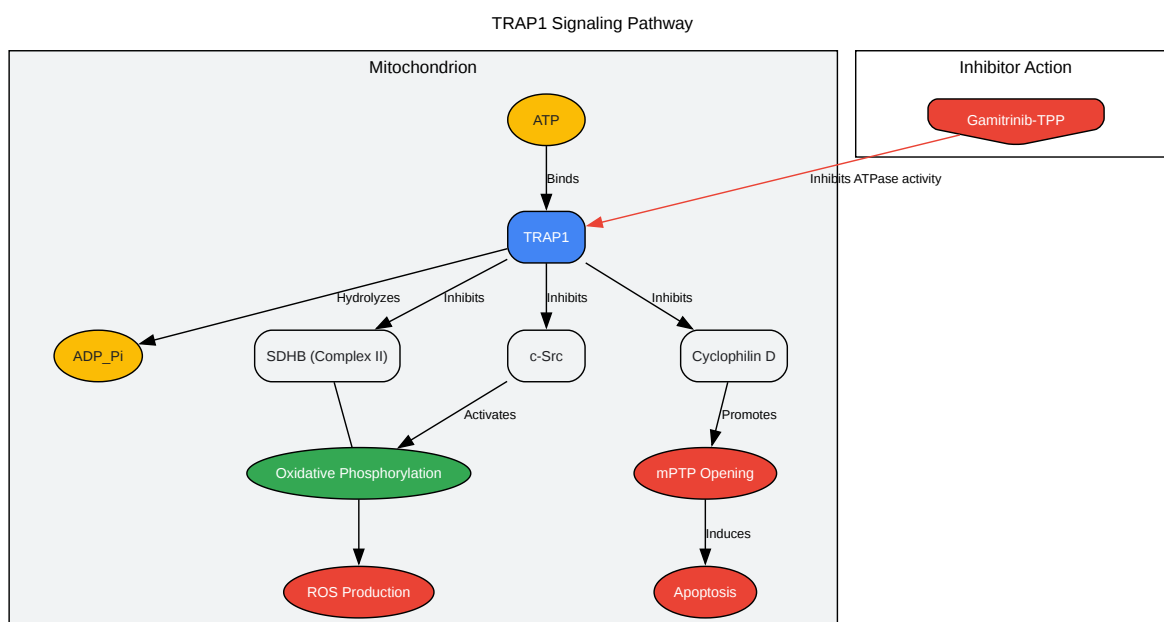 TRAP1 Signaling Pathway
Mitochondrion
Inhibitor Action
ATP
Gamitrinib-TPP
Binds
Inhibits ATPase activity
TRAP1
Hydrolyzes
Inhibits
Inhibits
Inhibits
ADP_Pi
SDHB (Complex II)
c-Src
Cyclophilin D
Activates
Promotes
Oxidative Phosphorylation
mPTP Opening
Induces
ROS Production
Apoptosis